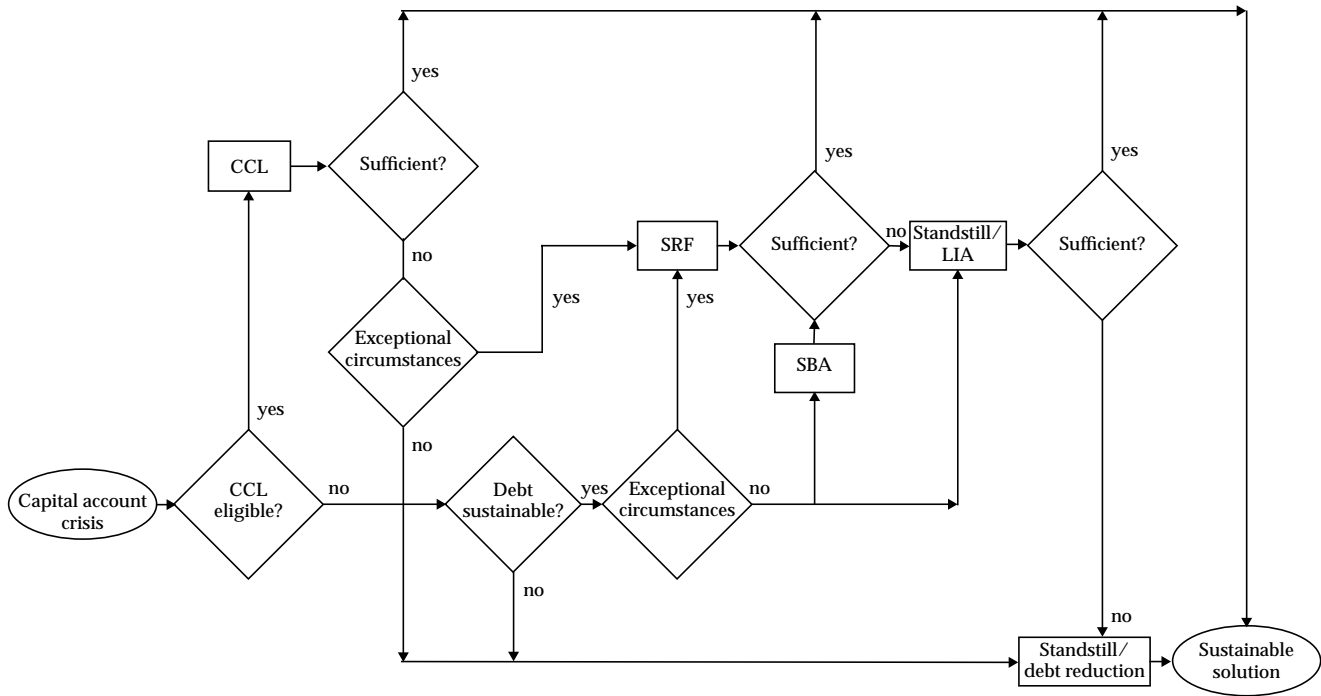 yes
CCL
Sufficient?
yes
yes
SRF
Sufficient?
no
Standstill/
LIA
Sufficient?
no
Exceptional
circumstances
yes
yes
SBA
yes
no
Capital account
crisis
CCL
eligible?
no
Debt
sustainable?
yes
Exceptional
circumstances
no
no
no
Standstill/
debt reduction
Sustainable
solution